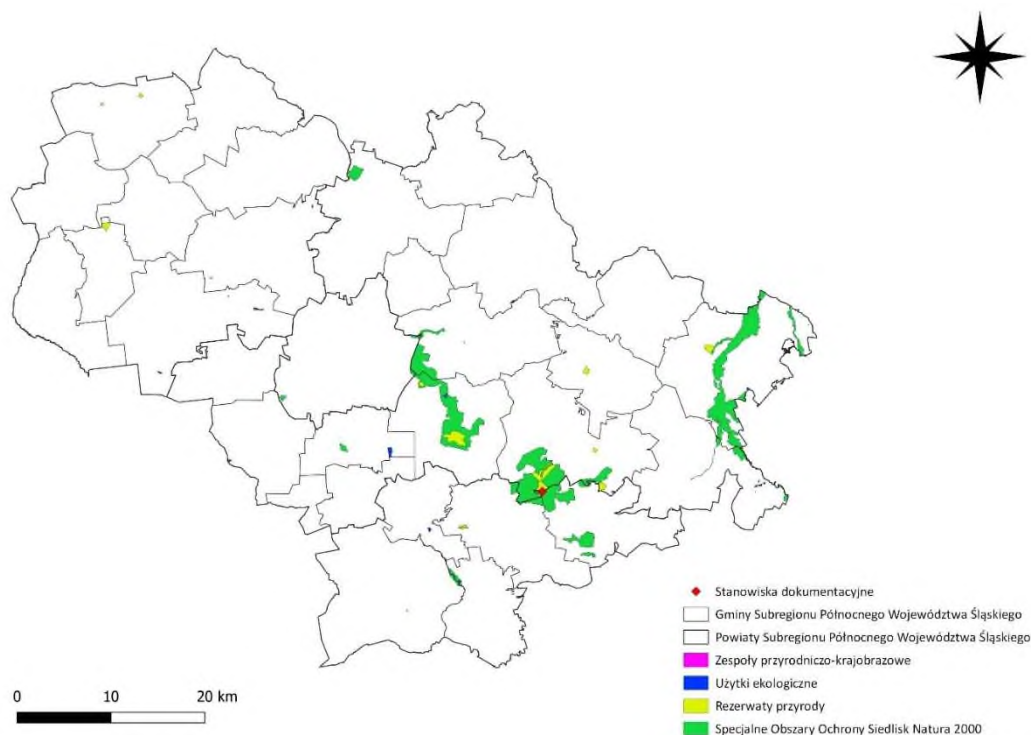 Stanowiska dokumentacyjne
Gminy Subregionu Północnego Województwa Śląskiego
Powiaty Subregionu Północnego Województwa Śląskiego
Zespoły przyrodniczo-krajobrazowe
Użytki ekologiczne
Rezerwaty przyrody
Specjalne Obszary Ochrony Siedlisk Natura 2000
0 10 20 km